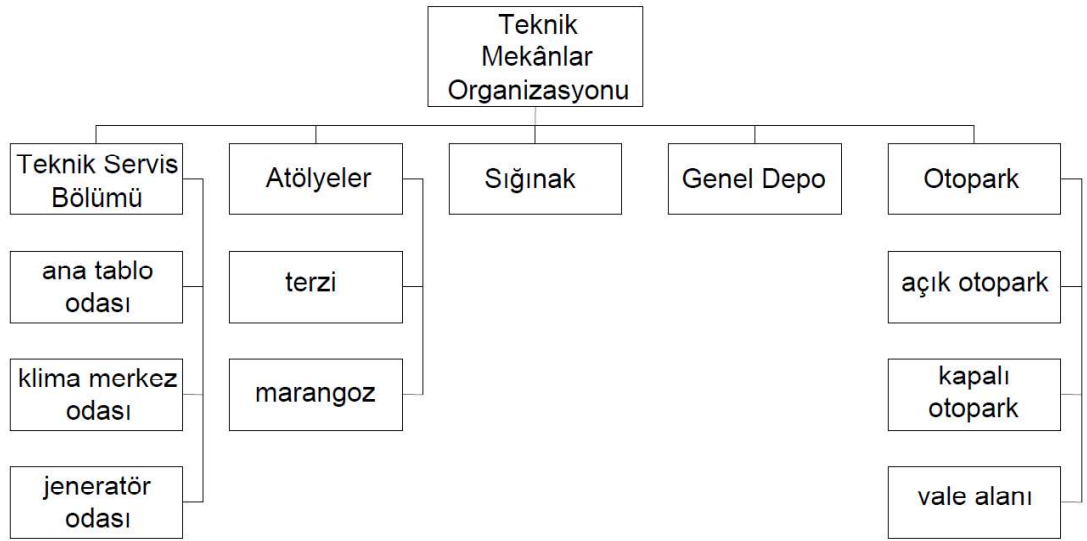 Teknik
Mekânlar
Organizasyonu
Teknik Servis
Bölümü
Atölyeler
Sığınak
Genel Depo
Otopark
ana tablo
odası
terzi
açık otopark
klima merkez
odası
marangoz
kapalı
otopark
jeneratör
odası
vale alanı